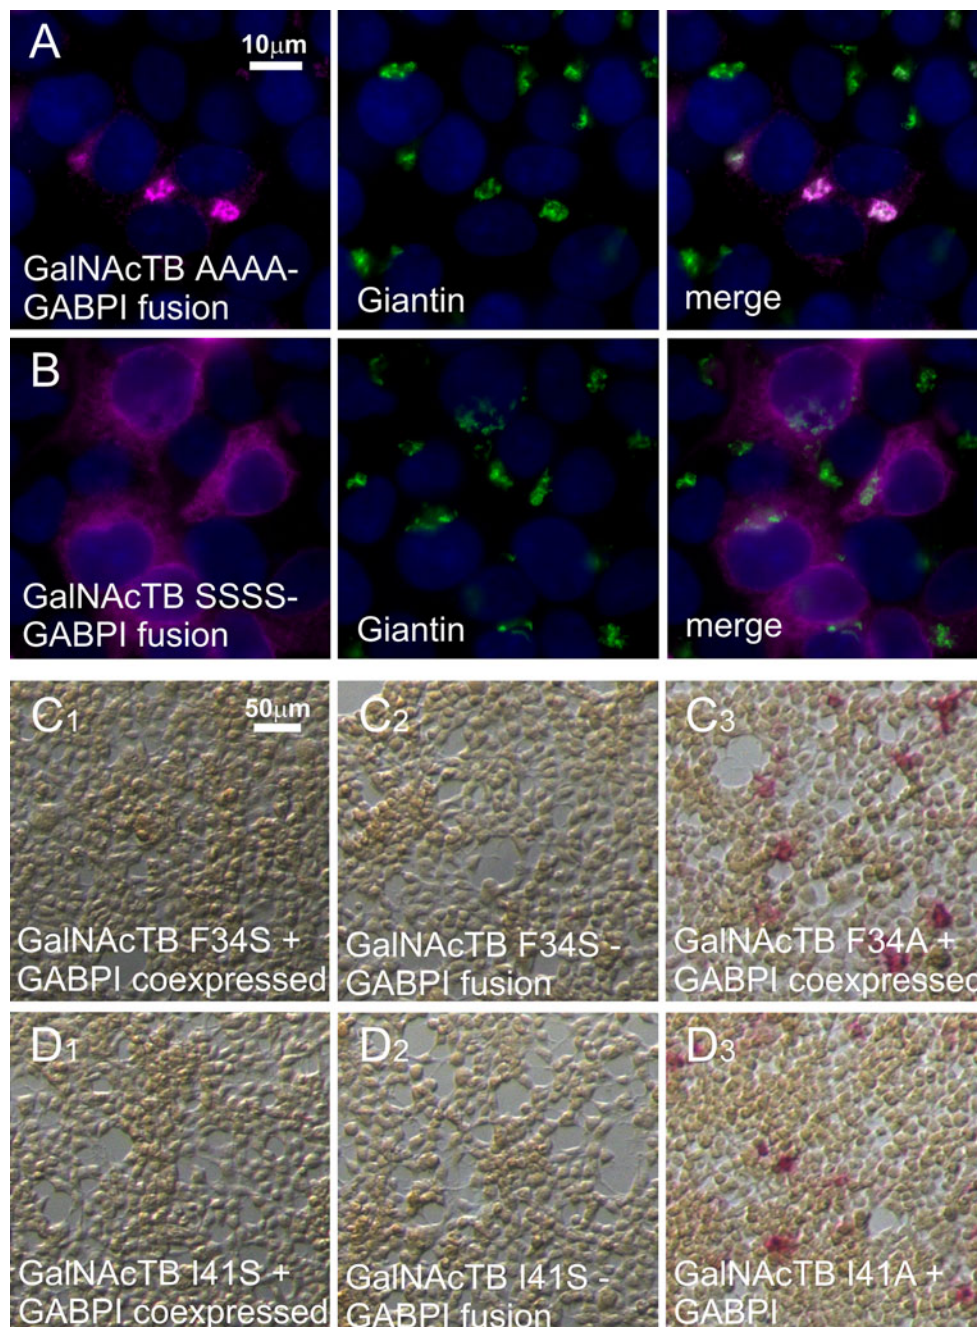 A
10μm
GalNAcTB AAAA-
GABPI fusion
Giantin
merge
B
GalNAcTB SSSS-
GABPI fusion
Giantin
merge
C1
50μm
GalNAcTB F34S +
GABPI coexpressed
C2
GalNAcTB F34S -
GABPI fusion
C3
GalNAcTB F34A +
GABPI coexpressed
D1
GalNAcTB I41S +
GABPI coexpressed
D2
GalNAcTB I41S -
GABPI fusion
D3
GalNAcTB I41A +
GABPI